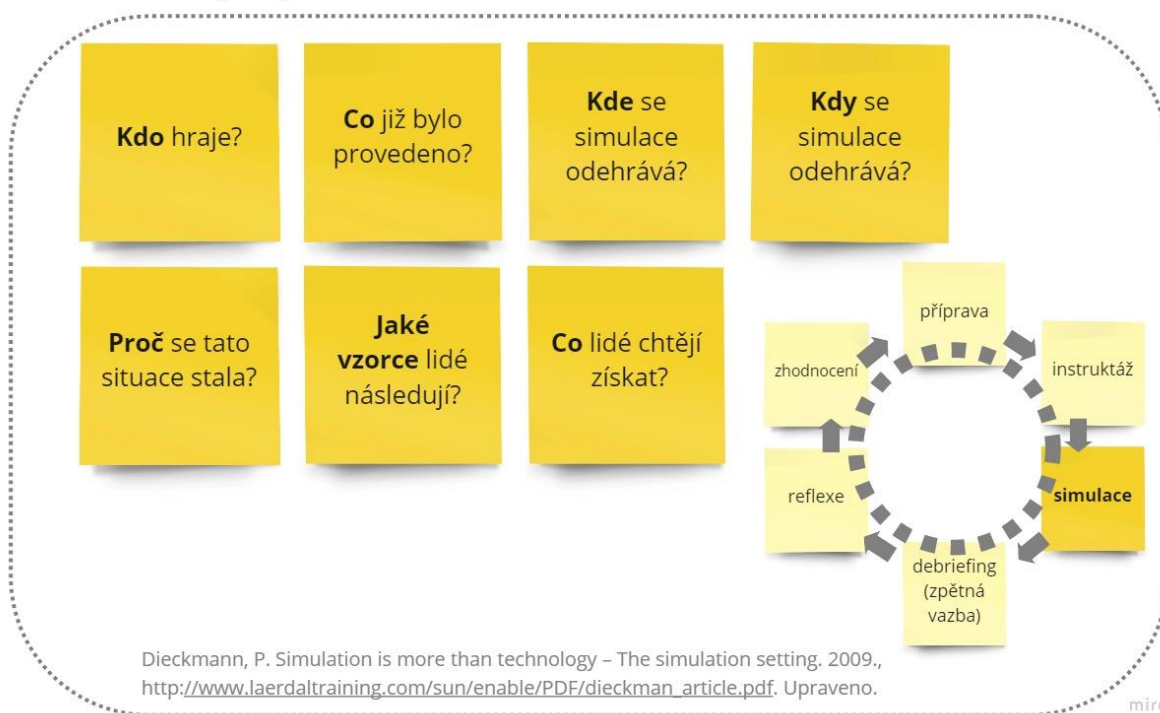 Kdo hraje?
Co již bylo
provedeno?
Kde se
simulace
odehrává?
Kdy se
simulace
odehrává?
Proč se tato
situace stala?
Jaké
vzorce lidé
následují?
Co lidé chtějí
získat?
příprava
instruktáž
simulace
debriefing
(zpětná
vazba)
reflexe
zhodnocení
Dieckmann, P. Simulation is more than technology – The simulation setting. 2009.,
http://www.laerdaltraining.com/sun/enable/PDF/dieckman_article.pdf. Upraveno.